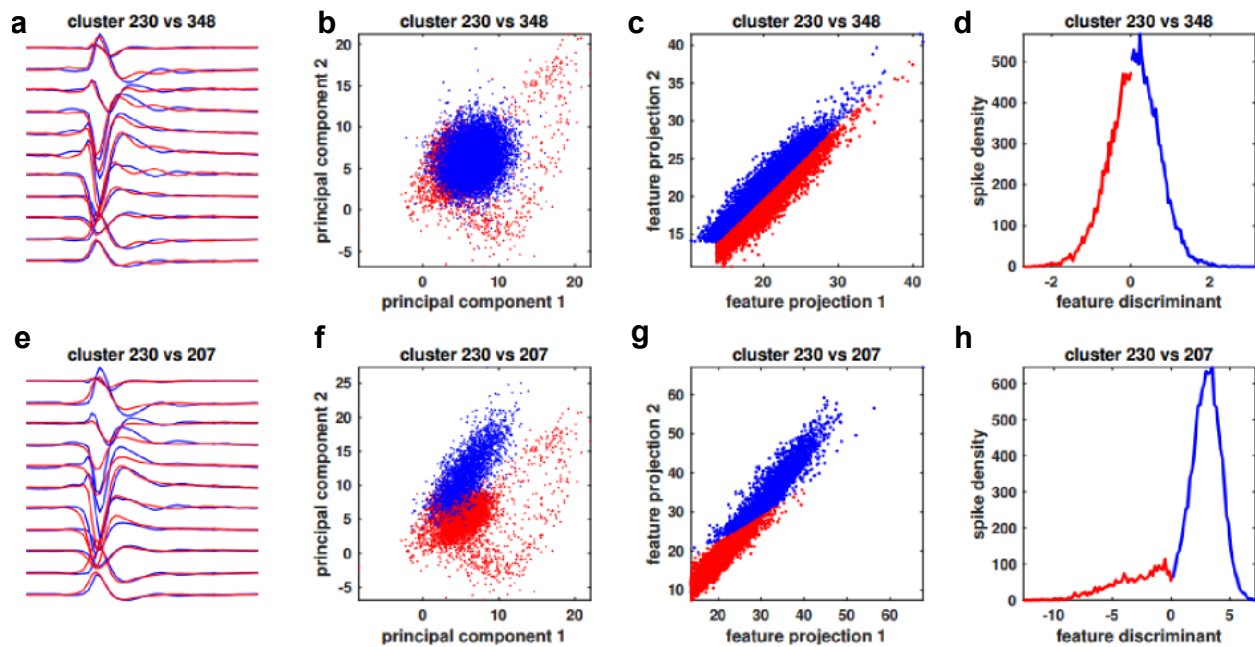 a
cluster 230 vs 348
b
cluster 230 vs 348
principal component 2
20
15
10
5
0
-5
0
10
20
principal component 1
c
cluster 230 vs 348
feature projection 2
40
35
30
25
20
15
20
30
40
feature projection 1
d
cluster 230 vs 348
spike density
500
400
300
200
100
0
-2
0
2
feature discriminant
e
cluster 230 vs 207
f
cluster 230 vs 207
principal component 2
25
20
15
10
5
0
-5
0
10
20
principal component 1
g
cluster 230 vs 207
feature projection 2
60
50
40
30
20
10
20
30
40
50
60
feature projection 1
h
cluster 230 vs 207
spike density
600
500
400
300
200
100
0
-10
-5
0
5
feature discriminant